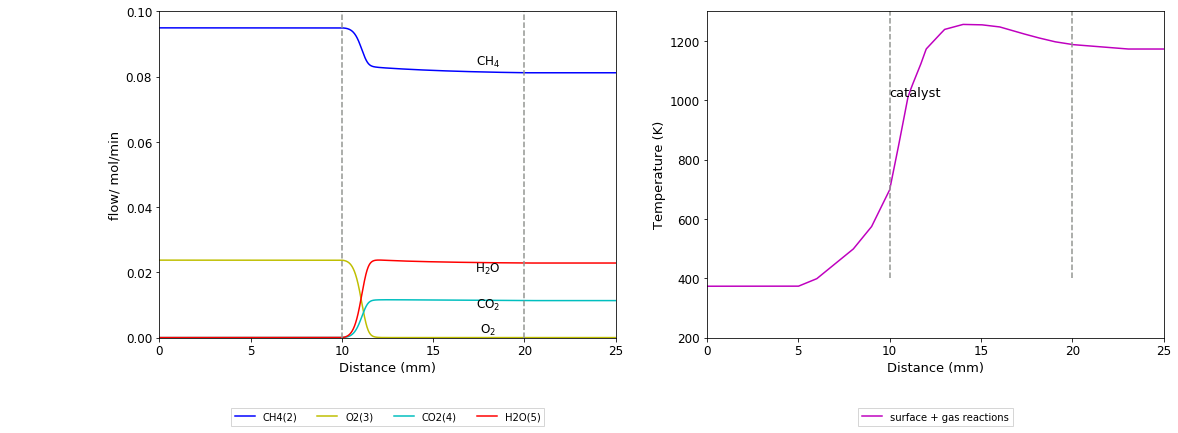 0.10
0.08
0.06
0.04
0.02
0.00
flow/ mol/min
CH4
H2O
CO2
O2
0 5 10 15 20 25
Distance (mm)
CH4(2) O2(3) CO2(4) H2O(5)
1200
1000
800
600
400
200
Temperature (K)
catalyst
0 5 10 15 20 25
Distance (mm)
surface + gas reactions